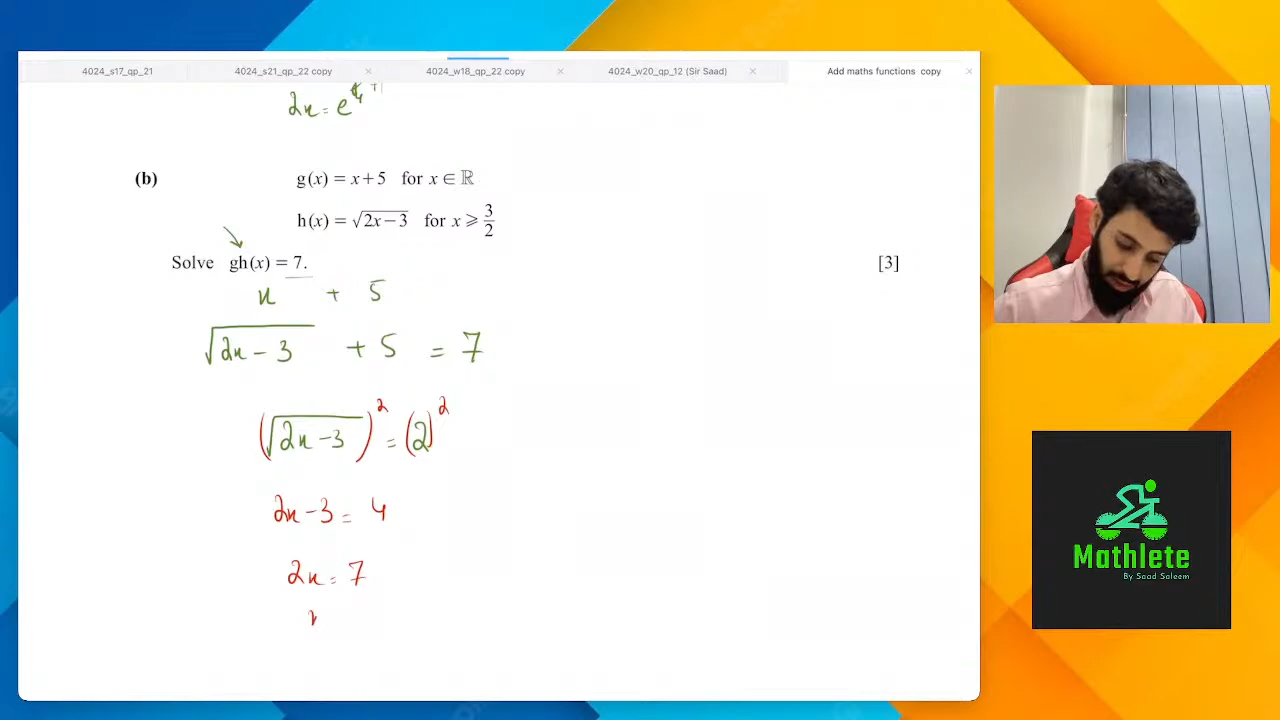 4024_s17_qp_21 4024_s21_qp_22 copy × 4024_w18_qp_22 copy × 4024_w20_qp_12 (Sir Saad) × Add maths functions copy ×
2x = e
(b) g(x) = x+5 for x ∈ ℝ
h(x) = √(2x−3) for x ⩾ 3/2
Solve gh(x) = 7. [3]
x + 5
√(2x − 3) + 5 = 7
(√(2x − 3))² = (2)²
2x − 3 = 4
2x = 7
Mathlete
By Saad Saleem